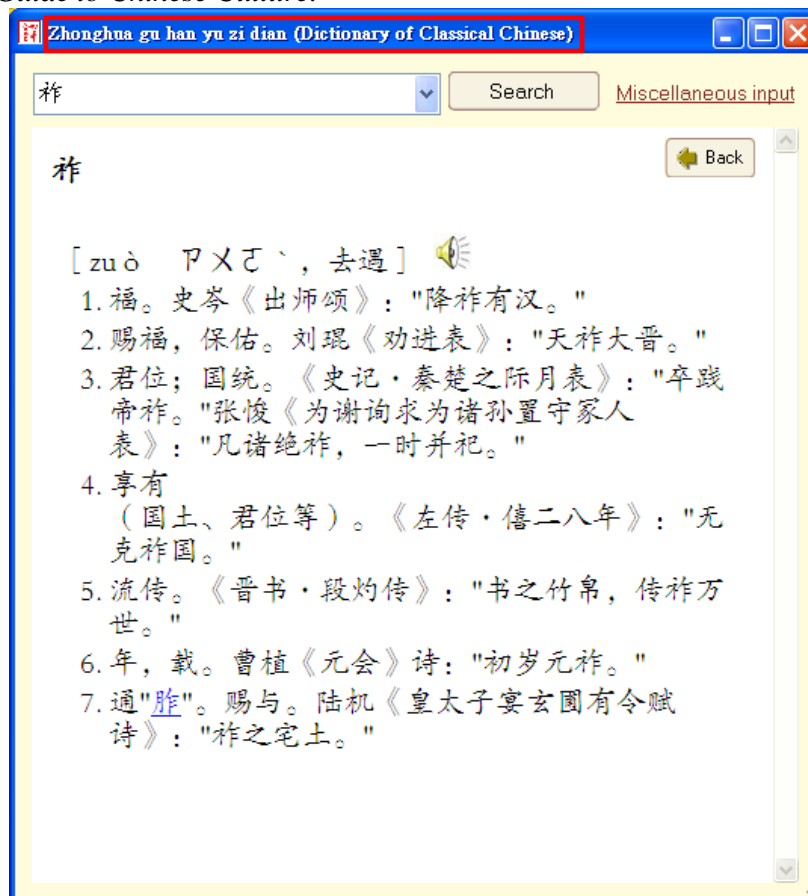 Guide to Chinese Culture.
Zhonghua gu han yu zi dian (Dictionary of Classical Chinese)
祚
Search
Miscellaneous input
祚
Back
[zuò ㄗㄨㄛˋ,去遇]
1. 福。史岑《出师颂》:"降祚有汉。"
2. 赐福,保佑。刘琨《劝进表》:"天祚大晋。"
3. 君位;国统。《史记·秦楚之际月表》:"卒践
帝祚。"张悛《为谢询求为诸孙置守冢人
表》:"凡诸绝祚,一时并祀。"
4. 享有
(国土、君位等)。《左传·僖二八年》:"无
克祚国。"
5. 流传。《晋书·段灼传》:"书之竹帛,传祚万
世。"
6. 年,载。曹植《元会》诗:"初岁元祚。"
7. 通"胙"。赐与。陆机《皇太子宴玄圃有令赋
诗》:"祚之宅土。"